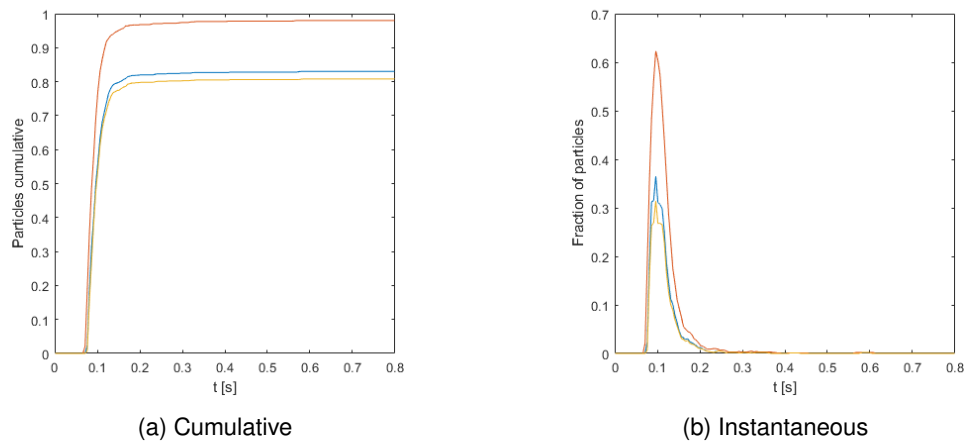 Particles cumulative
1
0.9
0.8
0.7
0.6
0.5
0.4
0.3
0.2
0.1
0
0 0.1 0.2 0.3 0.4 0.5 0.6 0.7 0.8
t [s]
(a) Cumulative
Fraction of particles
0.7
0.6
0.5
0.4
0.3
0.2
0.1
0
0 0.1 0.2 0.3 0.4 0.5 0.6 0.7 0.8
t [s]
(b) Instantaneous